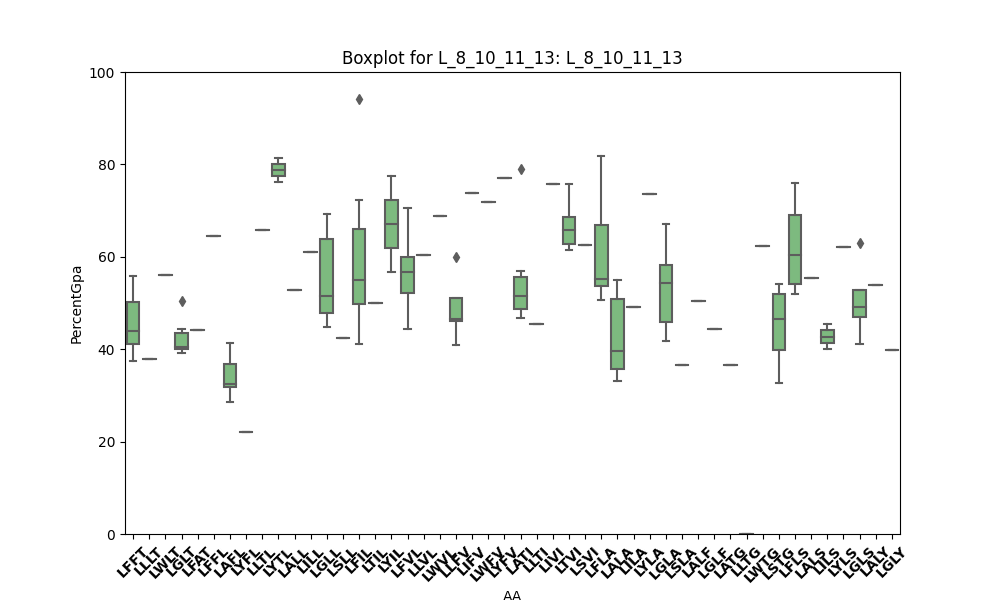 Boxplot for L_8_10_11_13: L_8_10_11_13
100
80
60
40
20
0
PercentGpa
LFFT LLLT LWLT LGLT LFAT LFFL LAFL LYFL LLTL LYTL LALL LILL LGLL LSLL LFIL LTIL LYIL LFVL LLVL LWVL LLFV LIFV LWFV LYFV LATI LLTI LIVI LTVI LSVI LFLA LALA LILA LYLA LGLA LSLA LALF LGLF LATG LLTG LWTG LSTG LFLS LALS LILS LYLS LGLS LALY LGLY
AA